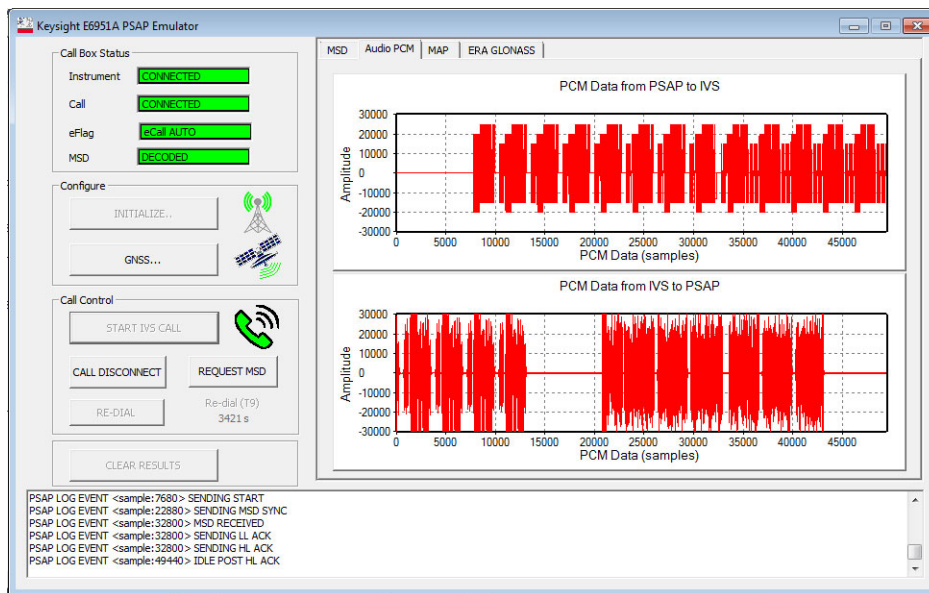 Keysight E6951A PSAP Emulator
Call Box Status
Instrument CONNECTED
Call CONNECTED
eFlag eCall AUTO
MSD DECODED
Configure
INITIALIZE..
GNSS...
Call Control
START IVS CALL
CALL DISCONNECT REQUEST MSD
RE-DIAL Re-dial (T9)
3421 s
CLEAR RESULTS
MSD Audio PCM MAP ERA GLONASS
PCM Data from PSAP to IVS
Amplitude
30000
20000
10000
0
-10000
-20000
-30000
0 5000 10000 15000 20000 25000 30000 35000 40000 45000
PCM Data (samples)
PCM Data from IVS to PSAP
Amplitude
30000
20000
10000
0
-10000
-20000
-30000
0 5000 10000 15000 20000 25000 30000 35000 40000 45000
PCM Data (samples)
PSAP LOG EVENT <sample:7680> SENDING START
PSAP LOG EVENT <sample:22880> SENDING MSD SYNC
PSAP LOG EVENT <sample:32800> MSD RECEIVED
PSAP LOG EVENT <sample:32800> SENDING LL ACK
PSAP LOG EVENT <sample:32800> SENDING HL ACK
PSAP LOG EVENT <sample:49440> IDLE POST HL ACK